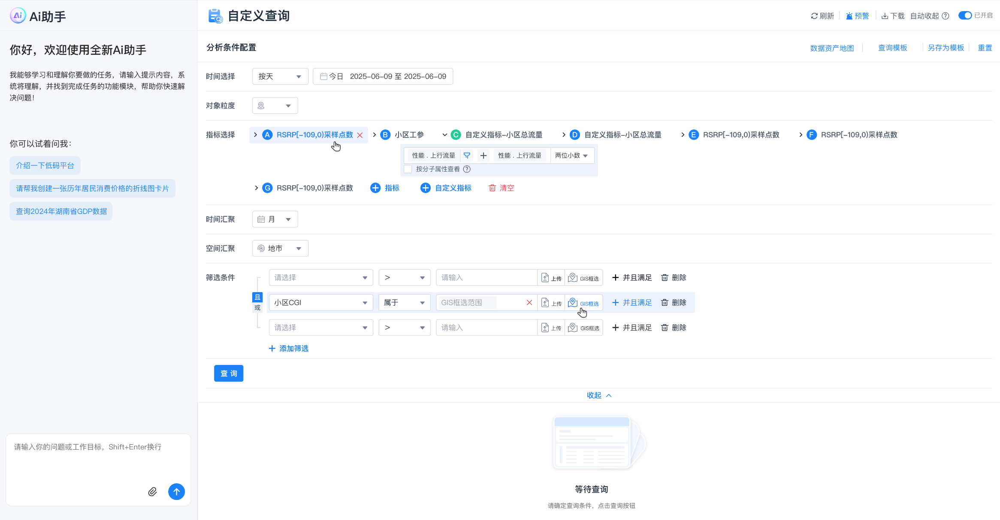 Ai助手
你好，欢迎使用全新Ai助手
我能够学习和理解你要做的任务，请输入提示内容，系
统将理解，并找到完成任务的功能模块，帮助你快速解
决问题！
你可以试着问我：
介绍一下低码平台
请帮我创建一张历年居民消费价格的折线图卡片
查询2024年湖南省GDP数据
请输入你的问题或工作目标，Shift+Enter换行
自定义查询
刷新 预警 下载 自动收起 ? 已开启
分析条件配置
数据资产地图 查询模板 另存为模板 重置
时间选择 按天 今日 2025-06-09 至 2025-06-09
对象粒度
指标选择 A RSRP[-109,0)采样点数 B 小区工参 C 自定义指标-小区总流量 D 自定义指标-小区总流量 E RSRP[-109,0)采样点数 F RSRP[-109,0)采样点数
性能 . 上行流量 + 性能 . 上行流量 两位小数
按分子属性查看 ?
G RSRP[-109,0)采样点数 指标 自定义指标 清空
时间汇聚 月
空间汇聚 地市
筛选条件 请选择 > 请输入 上传 GIS框选 + 并且满足 删除
且
或
小区CGI 属于 GIS框选范围 上传 GIS框选 + 并且满足 删除
请选择 > 请输入 上传 GIS框选 + 并且满足 删除
+ 添加筛选
查 询
收起
等待查询
请确定查询条件，点击查询按钮